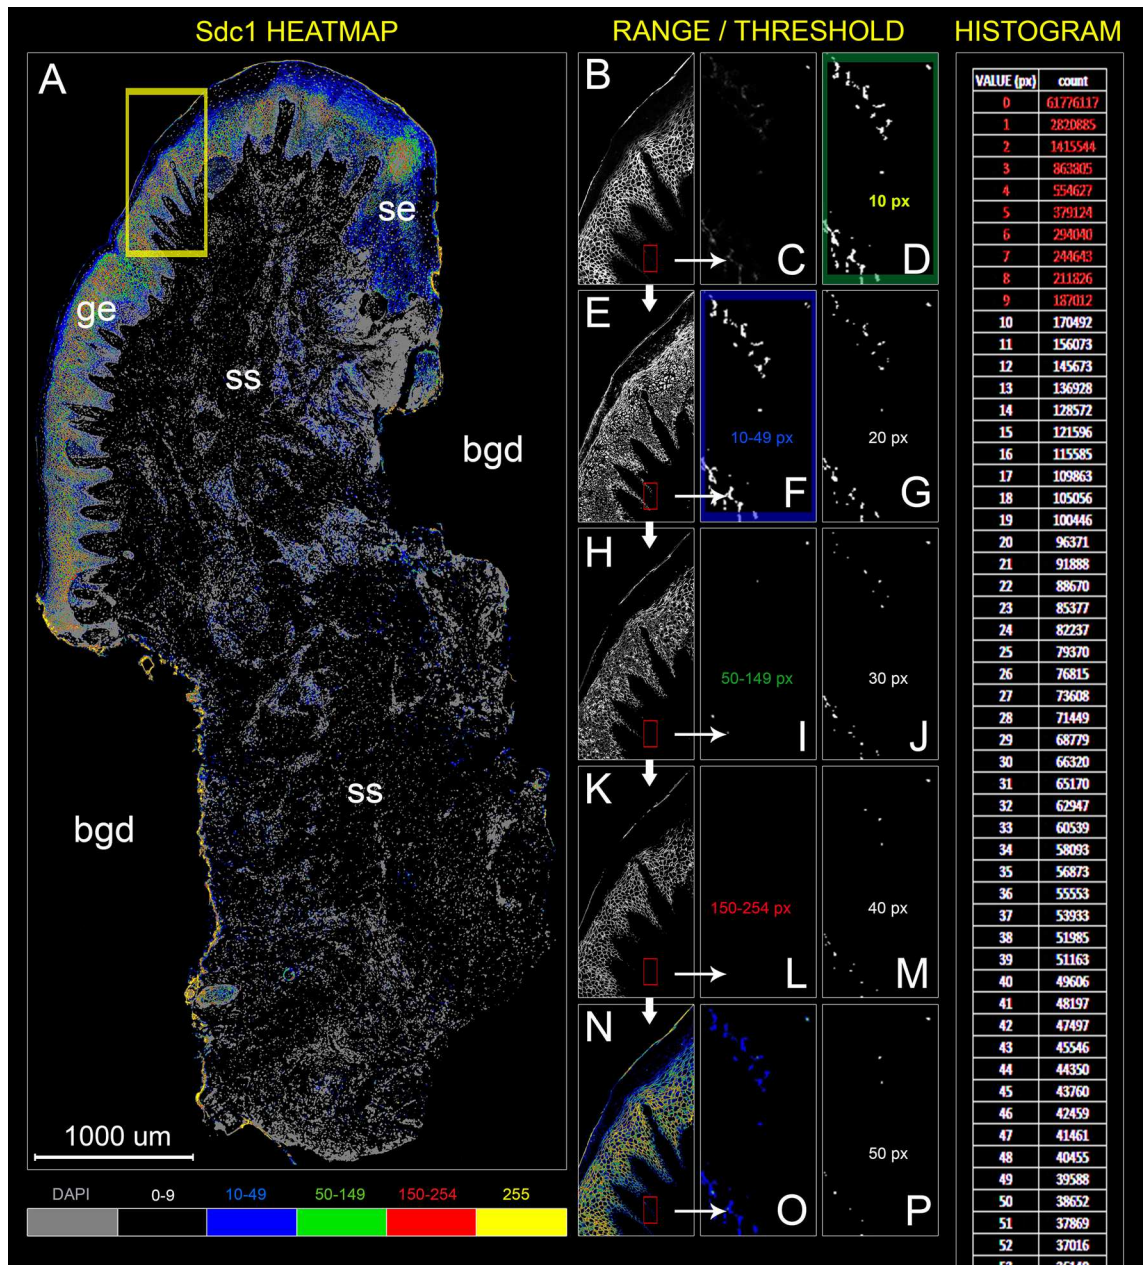 Sdc1 HEATMAP
RANGE / THRESHOLD
HISTOGRAM
A
se
ge
ss
bgd
ss
bgd
1000 um
DAPI 0-9 10-49 50-149 150-254 255
B
C
10 px
D
E
10-49 px
F
20 px
G
H
50-149 px
I
30 px
J
K
150-254 px
L
40 px
M
N
O
50 px
P
VALUE (px) count
0 61776117
1 2820885
2 1415544
3 863805
4 554627
5 379124
6 294040
7 244643
8 211826
9 187012
10 170492
11 156073
12 145673
13 136928
14 128572
15 121596
16 115585
17 109863
18 105056
19 100446
20 96371
21 91888
22 88670
23 85377
24 82237
25 79370
26 76815
27 73608
28 71449
29 68779
30 66320
31 65170
32 62947
33 60539
34 58093
35 56873
36 55553
37 53933
38 51985
39 51163
40 49606
41 48197
42 47497
43 45546
44 44350
45 43760
46 42459
47 41461
48 40455
49 39588
50 38652
51 37869
52 37016